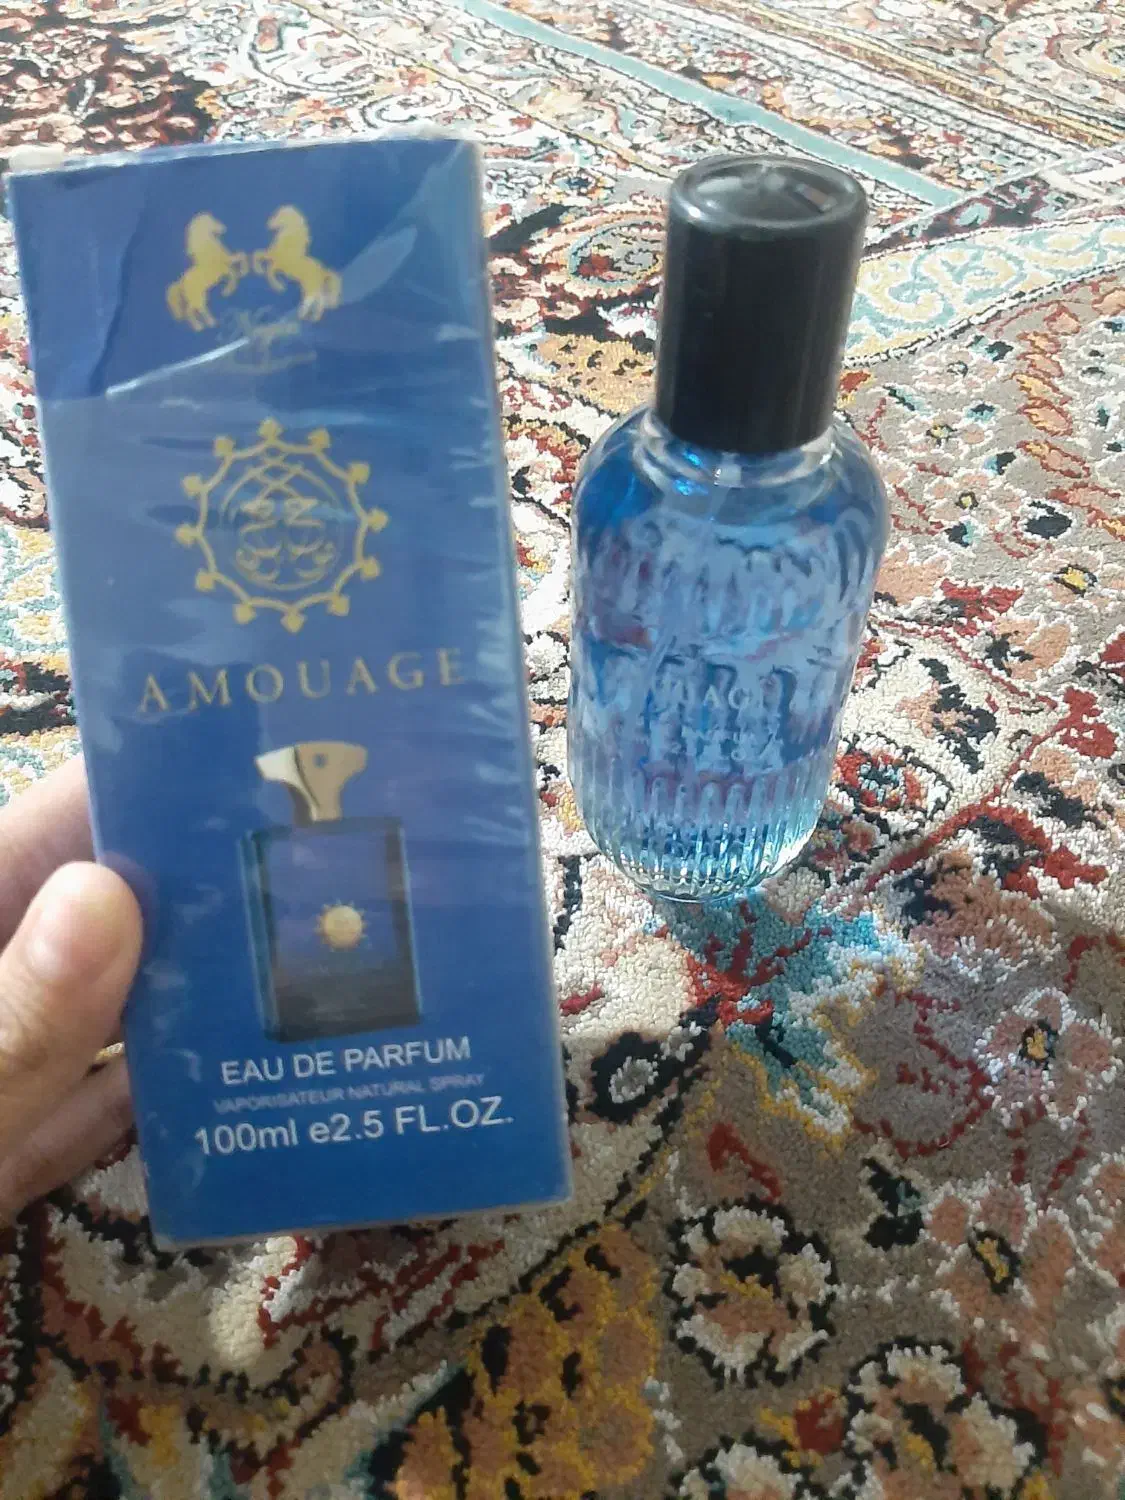 AMOUAGE
EAU DE PARFUM
VAPORISATEUR NATURAL SPRAY
100ml e2.5 FL.OZ.